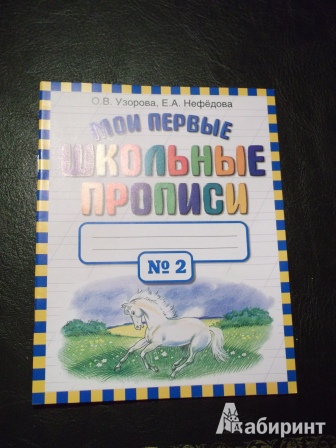 О.В. Узорова, Е.А. Нефёдова
МОИ ПЕРВЫЕ
ШКОЛЬНЫЕ
ПРОПИСИ
№ 2
Лабиринт